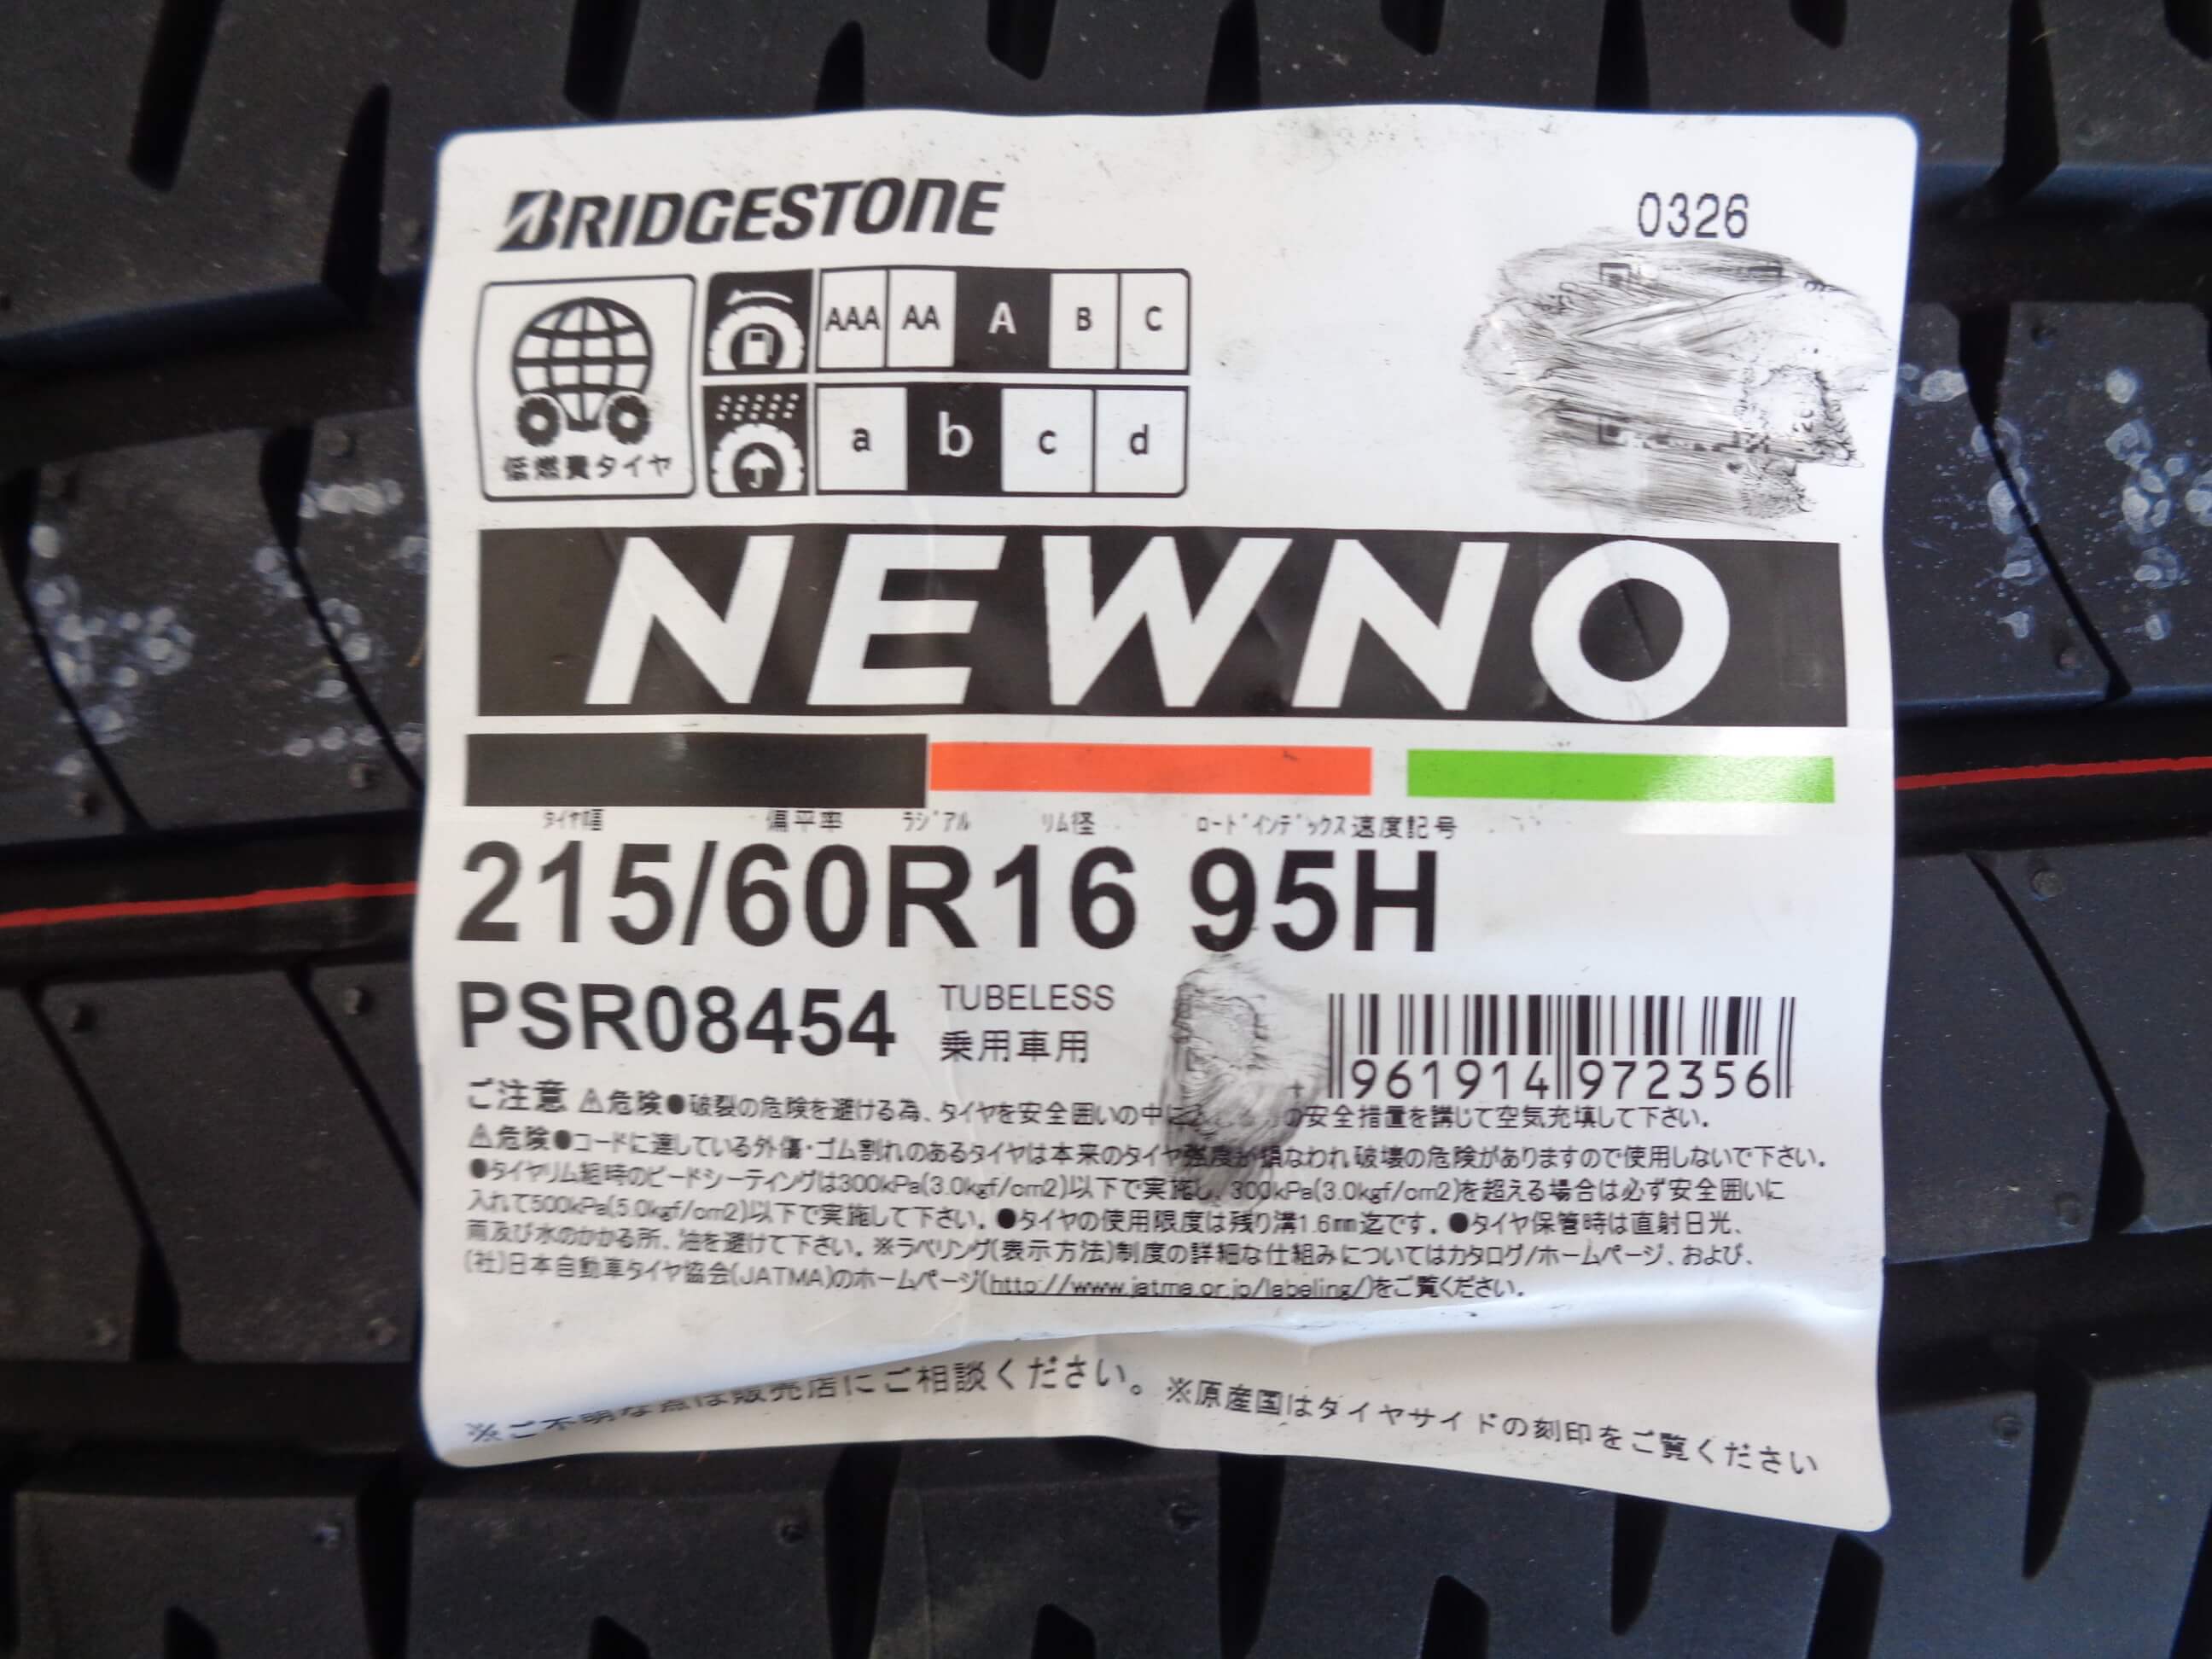 BRIDGESTONE
0326
AAA AA A B C
低燃費タイヤ
a b c d
NEWNO
タイヤ幅 偏平率 ラジアル リム径 ロードインデックス 速度記号
215/60R16 95H
PSR08454
TUBELESS
乗用車用
961914 972356
ご注意 ⚠危険●破裂の危険を避ける為、タイヤを安全囲いの中に の安全措置を講じて空気充填して下さい。
⚠危険●コードに達している外傷・ゴム割れのあるタイヤは本来のタイヤ強度が損なわれ破壊の危険がありますので使用しないで下さい。
●タイヤリム組時のビードシーティングは300kPa(3.0kgf/cm2)以下で実施し、300kPa(3.0kgf/cm2)を超える場合は必ず安全囲いに
入れて500kPa(5.0kgf/cm2)以下で実施して下さい。●タイヤの使用限度は残り溝1.6mm迄です。●タイヤ保管時は直射日光、
雨及び水のかかる所、油を避けて下さい。※ラベリング(表示方法)制度の詳細な仕組みについてはカタログ/ホームページ、および、
(社)日本自動車タイヤ協会(JATMA)のホームページ(http://www.jatma.or.jp/labeling/)をご覧ください。
※ご不明な点は販売店にご相談ください。※原産国はタイヤサイドの刻印をご覧ください